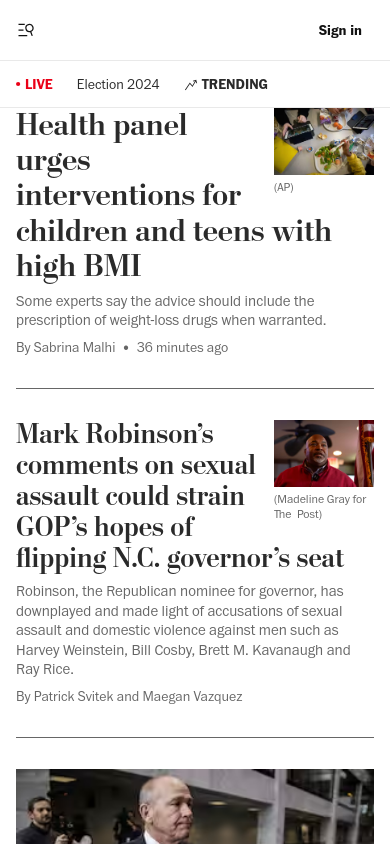 Sign in
LIVE
Election 2024
TRENDING
Health panel
urges
interventions for
children and teens with
high BMI
(AP)
Some experts say the advice should include the
prescription of weight-loss drugs when warranted.
By Sabrina Malhi • 36 minutes ago
Mark Robinson's
comments on sexual
assault could strain
GOP's hopes of
flipping N.C. governor's seat
(Madeline Gray for
The Post)
Robinson, the Republican nominee for governor, has
downplayed and made light of accusations of sexual
assault and domestic violence against men such as
Harvey Weinstein, Bill Cosby, Brett M. Kavanaugh and
Ray Rice.
By Patrick Svitek and Maegan Vazquez